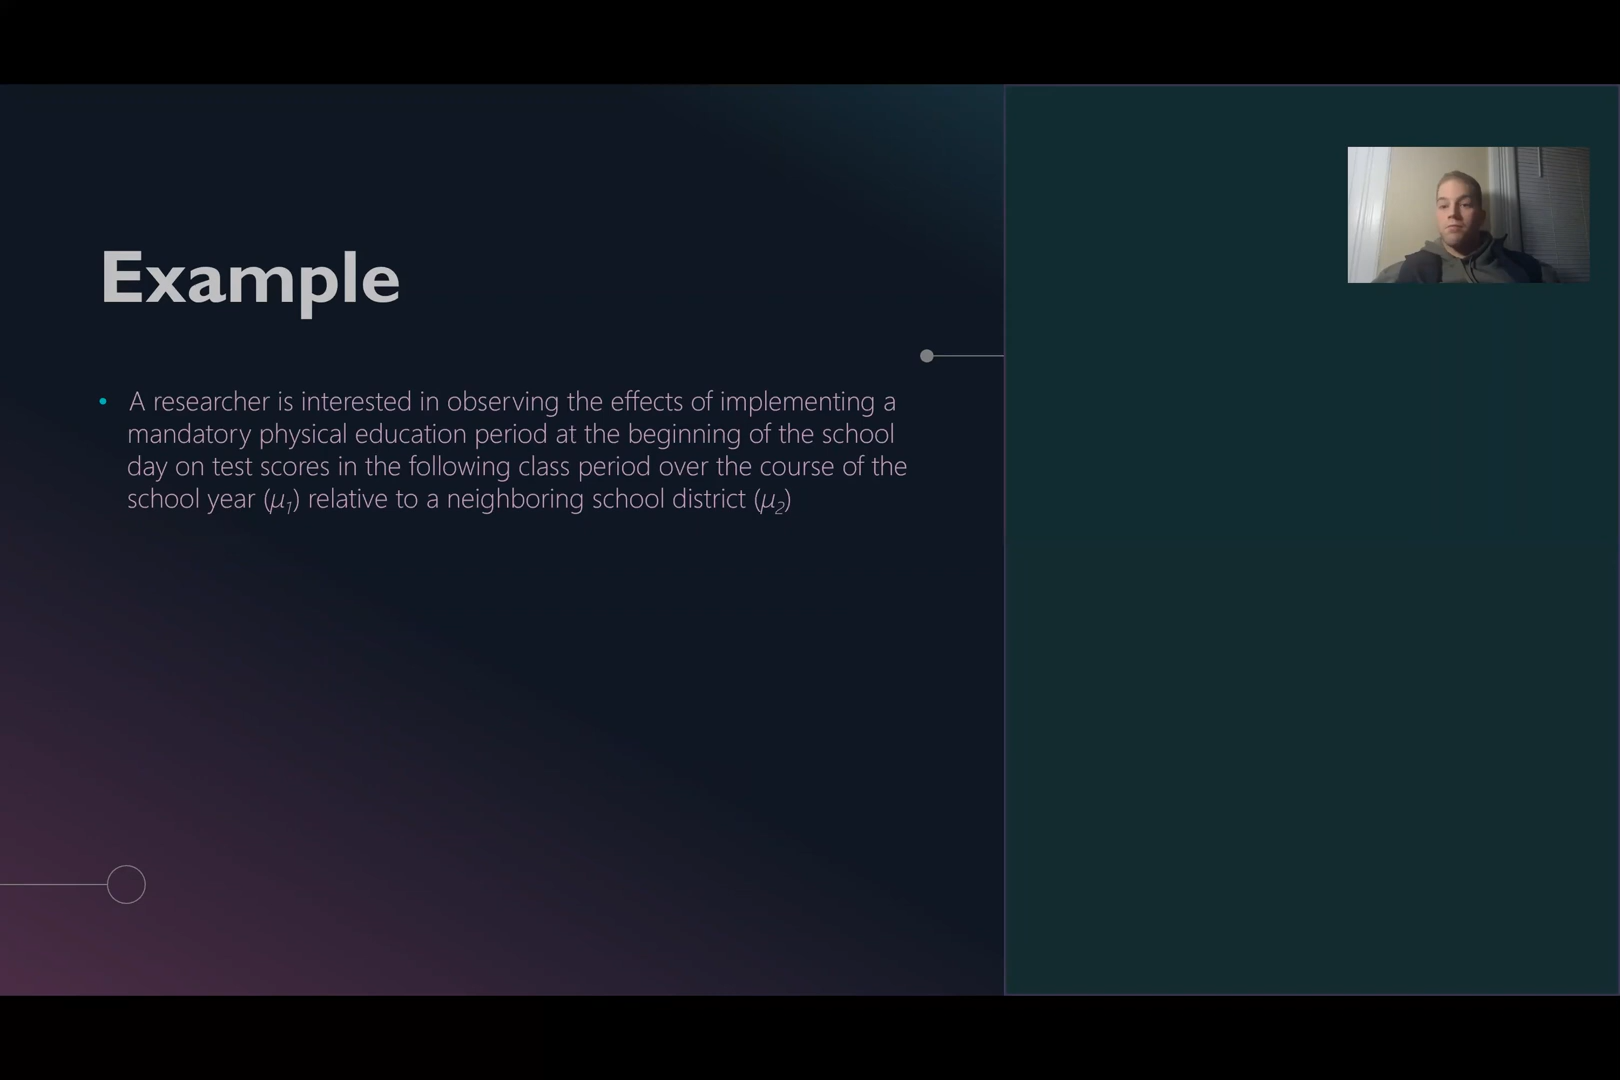 Example
• A researcher is interested in observing the effects of implementing a
mandatory physical education period at the beginning of the school
day on test scores in the following class period over the course of the
school year (μ₁) relative to a neighboring school district (μ₂)